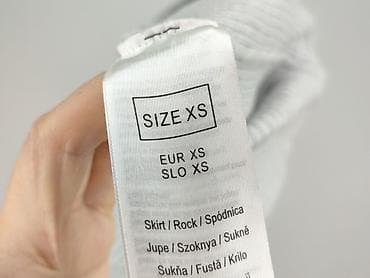 SIZE XS
EUR XS
SLO XS
Skirt / Rock / Spódnica
Jupe / Szoknya / Sukně
Sukňa / Fustă / Krilo